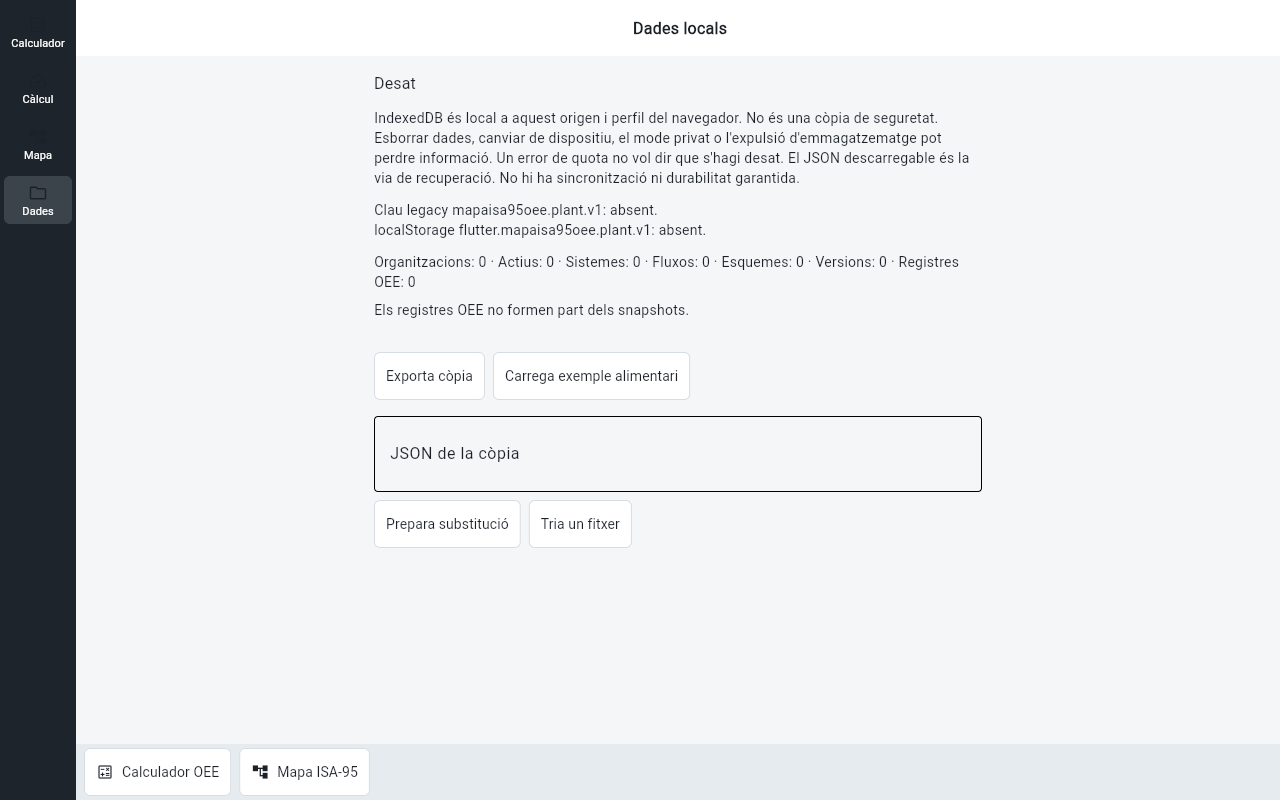 Dades locals
Calculador
Càlcul
Mapa
Dades
Desat
IndexedDB és local a aquest origen i perfil del navegador. No és una còpia de seguretat.
Esborrar dades, canviar de dispositiu, el mode privat o l'expulsió d'emmagatzematge pot
perdre informació. Un error de quota no vol dir que s'hagi desat. El JSON descarregable és la
via de recuperació. No hi ha sincronització ni durabilitat garantida.
Clau legacy mapaisa95oee.plant.v1: absent.
localStorage flutter.mapaisa95oee.plant.v1: absent.
Organitzacions: 0 · Actius: 0 · Sistemes: 0 · Fluxos: 0 · Esquemes: 0 · Versions: 0 · Registres
OEE: 0
Els registres OEE no formen part dels snapshots.
Exporta còpia
Carrega exemple alimentari
JSON de la còpia
Prepara substitució
Tria un fitxer
Calculador OEE
Mapa ISA-95